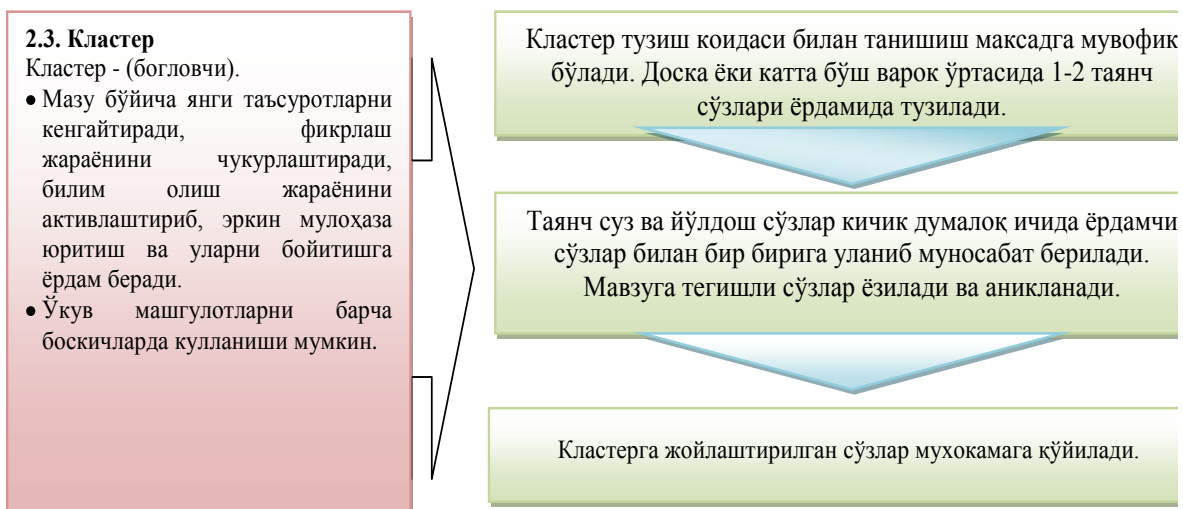 2.3. Кластер
Кластер - (богловчи).
• Мазу бўйича янги таъсуротларни
кенгайтиради, фикрлаш
жараёнини чукурлаштиради,
билим олиш жараёнини
активлаштириб, эркин мулоҳаза
юритиш ва уларни бойитишга
ёрдам беради.
• Ўкув машгулотларни барча
боскичларда кулланиши мумкин.
Кластер тузиш коидаси билан танишиш максадга мувофик
бўлади. Доска ёки катта бўш варок ўртасида 1-2 таянч
сўзлари ёрдамида тузилади.
Таянч суз ва йўлдош сўзлар кичик думалоқ ичида ёрдамчи
сўзлар билан бир бирига уланиб муносабат берилади.
Мавзуга тегишли сўзлар ёзилади ва аникланади.
Кластерга жойлаштирилган сўзлар мухокамага қўйилади.